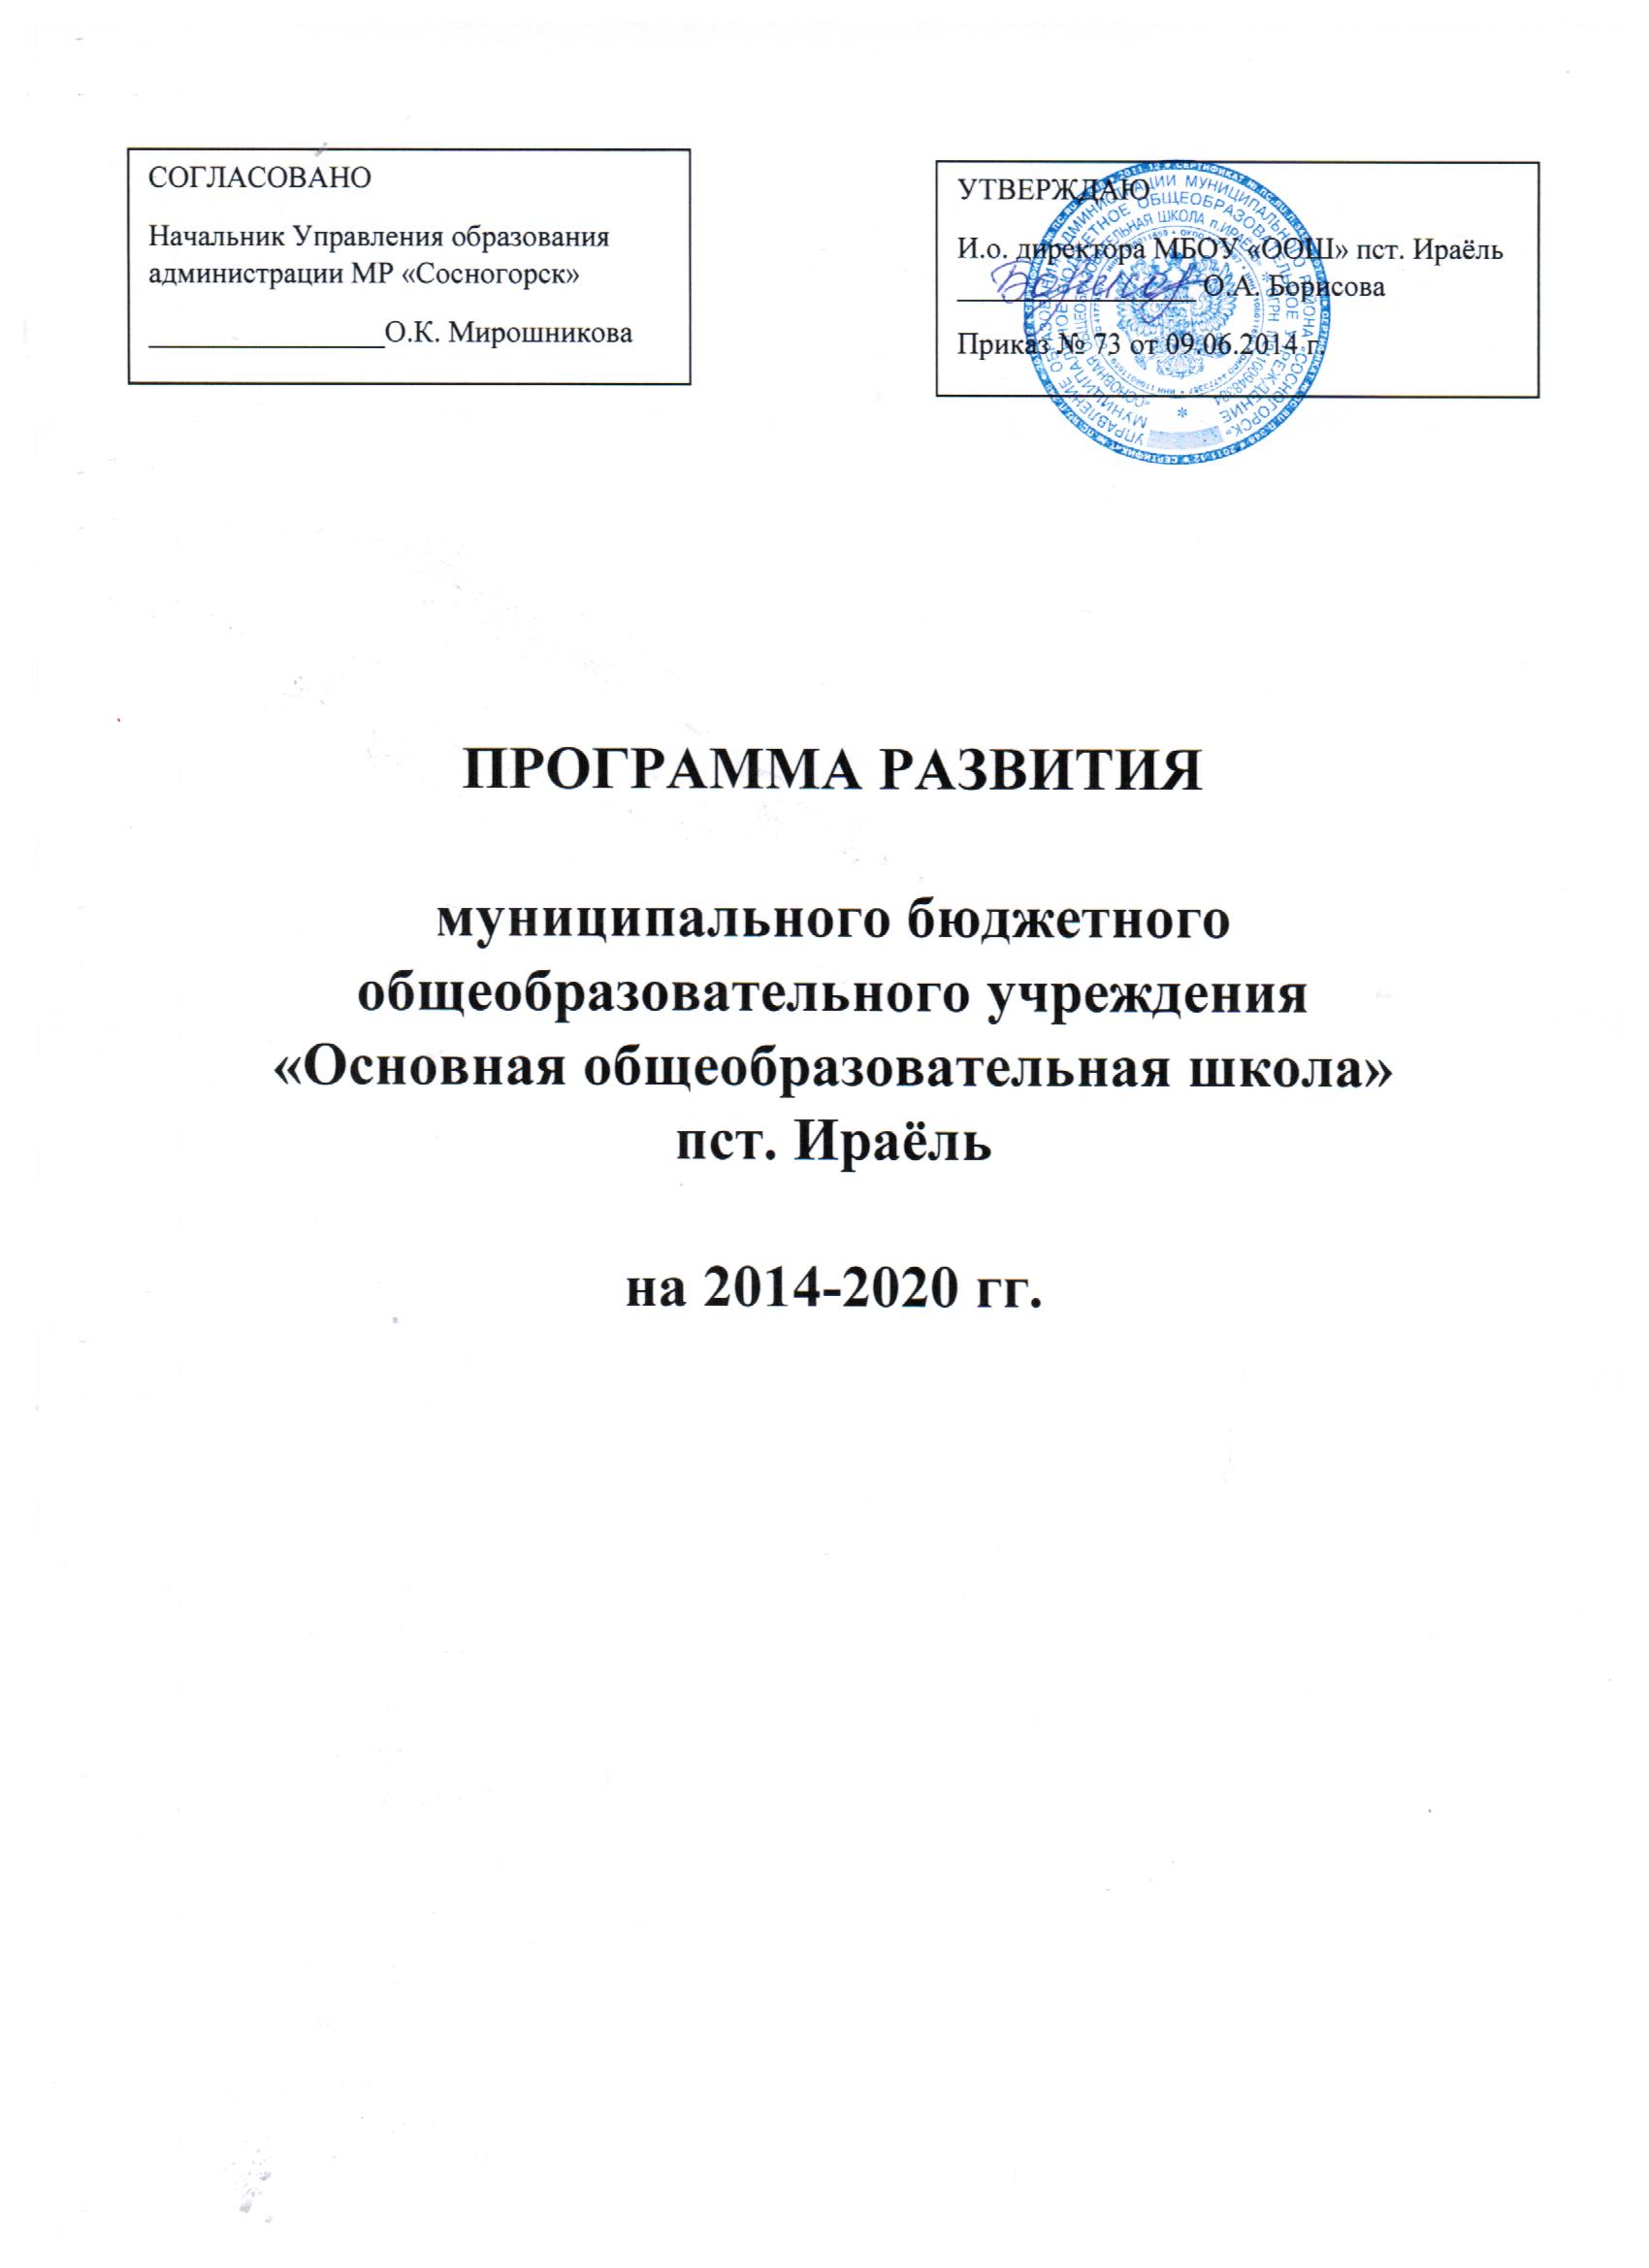 СОГЛАСОВАНО
Начальник Управления образования
администрации МР «Сосногорск»
________________О.К. Мирошникова
УТВЕРЖДАЮ
И.о. директора МБОУ «ООШ» пст. Ираёль
________________О.А. Борисова
Приказ № 73 от 09.06.2014 г.
ПРОГРАММА РАЗВИТИЯ
муниципального бюджетного
общеобразовательного учреждения
«Основная общеобразовательная школа»
пст. Ираёль
на 2014-2020 гг.